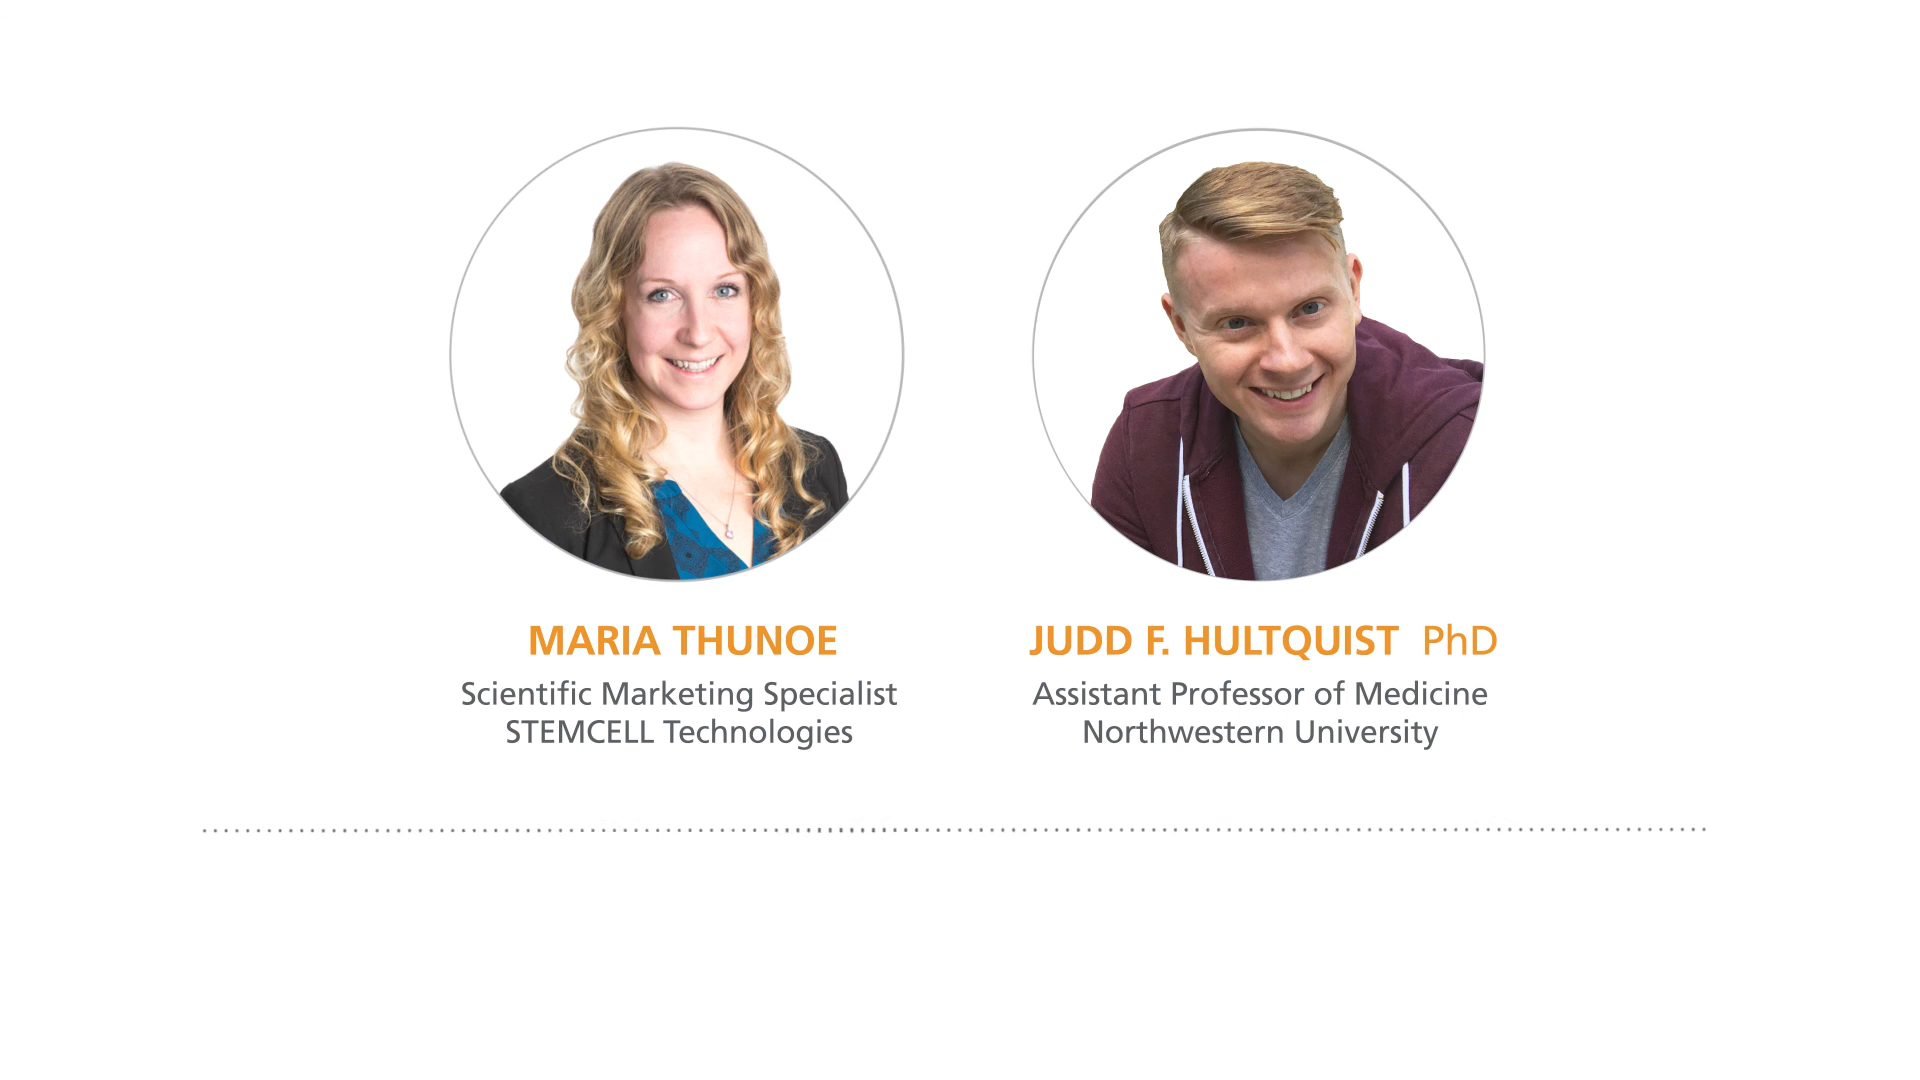 MARIA THUNOE
Scientific Marketing Specialist
STEMCELL Technologies
JUDD F. HULTQUIST PhD
Assistant Professor of Medicine
Northwestern University